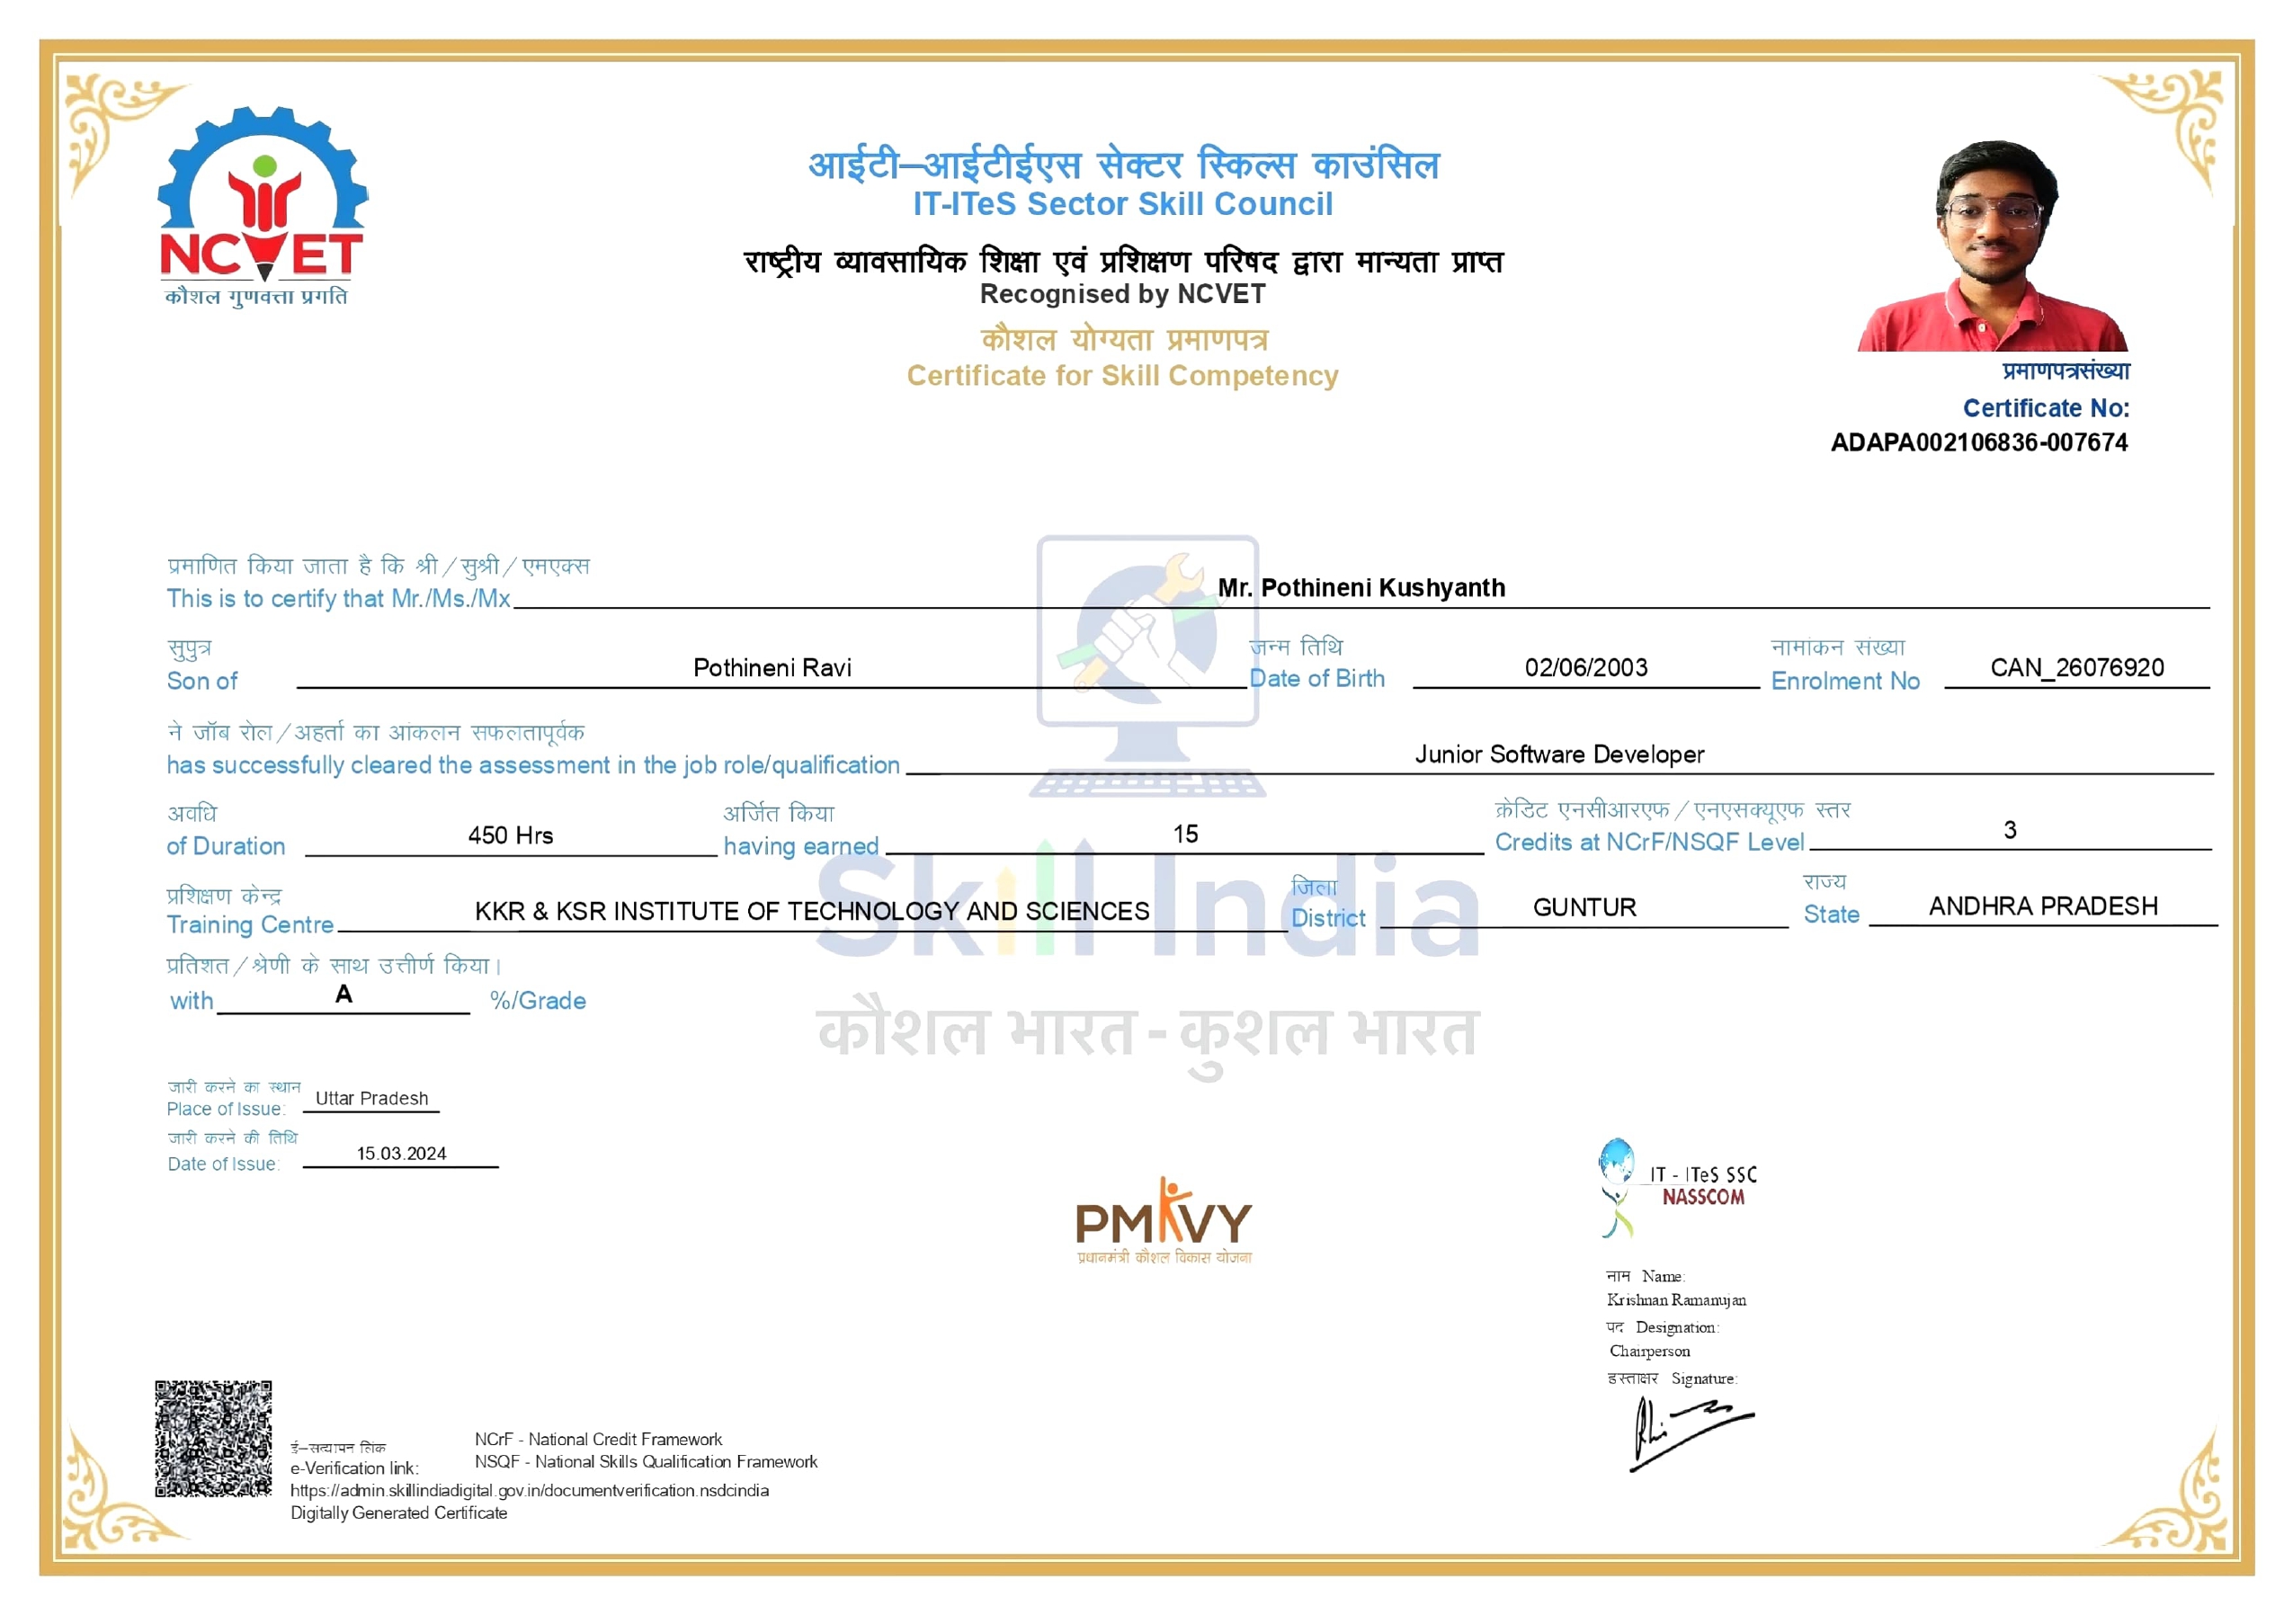 NCVET
कौशल गुणवत्ता प्रगति
आईटी–आईटीईएस सेक्टर स्किल्स काउंसिल
IT-ITeS Sector Skill Council
राष्ट्रीय व्यावसायिक शिक्षा एवं प्रशिक्षण परिषद द्वारा मान्यता प्राप्त
Recognised by NCVET
कौशल योग्यता प्रमाणपत्र
Certificate for Skill Competency
प्रमाणपत्रसंख्या
Certificate No:
ADAPA002106836-007674
प्रमाणित किया जाता है कि श्री/सुश्री/एमएक्स
This is to certify that Mr./Ms./Mx Mr. Pothineni Kushyanth
सुपुत्र जन्म तिथि नामांकन संख्या
Son of Pothineni Ravi Date of Birth 02/06/2003 Enrolment No CAN_26076920
ने जॉब रोल/अहर्ता का आंकलन सफलतापूर्वक
has successfully cleared the assessment in the job role/qualification Junior Software Developer
अवधि अर्जित किया क्रेडिट एनसीआरएफ/एनएसक्यूएफ स्तर
of Duration 450 Hrs having earned 15 Credits at NCrF/NSQF Level 3
प्रशिक्षण केन्द्र जिला राज्य
Training Centre KKR & KSR INSTITUTE OF TECHNOLOGY AND SCIENCES District GUNTUR State ANDHRA PRADESH
Skill India
प्रतिशत/श्रेणी के साथ उत्तीर्ण किया।
with A %/Grade
कौशल भारत - कुशल भारत
जारी करने का स्थान
Place of Issue: Uttar Pradesh
जारी करने की तिथि
Date of Issue: 15.03.2024
PMKVY
प्रधानमंत्री कौशल विकास योजना
IT - ITeS SSC
NASSCOM
नाम Name:
Krishnan Ramanujan
पद Designation:
Chairperson
हस्ताक्षर Signature:
ई–सत्यापन लिंक
e-Verification link:
NCrF - National Credit Framework
NSQF - National Skills Qualification Framework
https://admin.skillindiadigital.gov.in/documentverification.nsdcindia
Digitally Generated Certificate